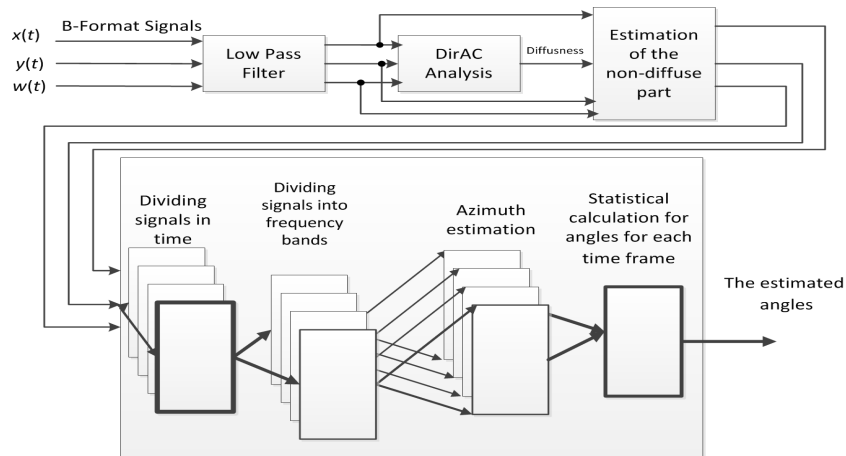 B-Format Signals
x(t)
y(t)
w(t)
Low Pass
Filter
DirAC
Analysis
Diffusness
Estimation
of the
non-diffuse
part
Dividing
signals in
time
Dividing
signals into
frequency
bands
Azimuth
estimation
Statistical
calculation for
angles for each
time frame
The estimated
angles